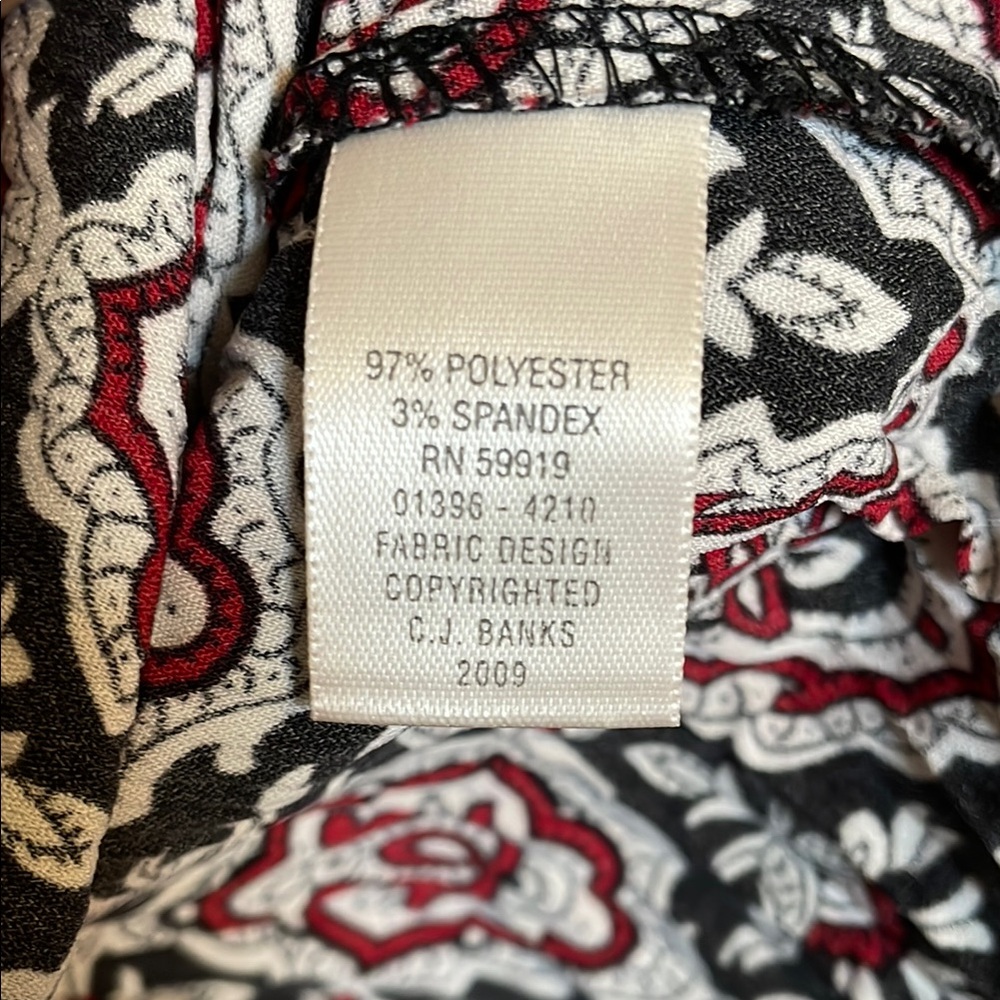 97% POLYESTER
3% SPANDEX
RN 59919
01396 - 4210
FABRIC DESIGN
COPYRIGHTED
C.J. BANKS
2009